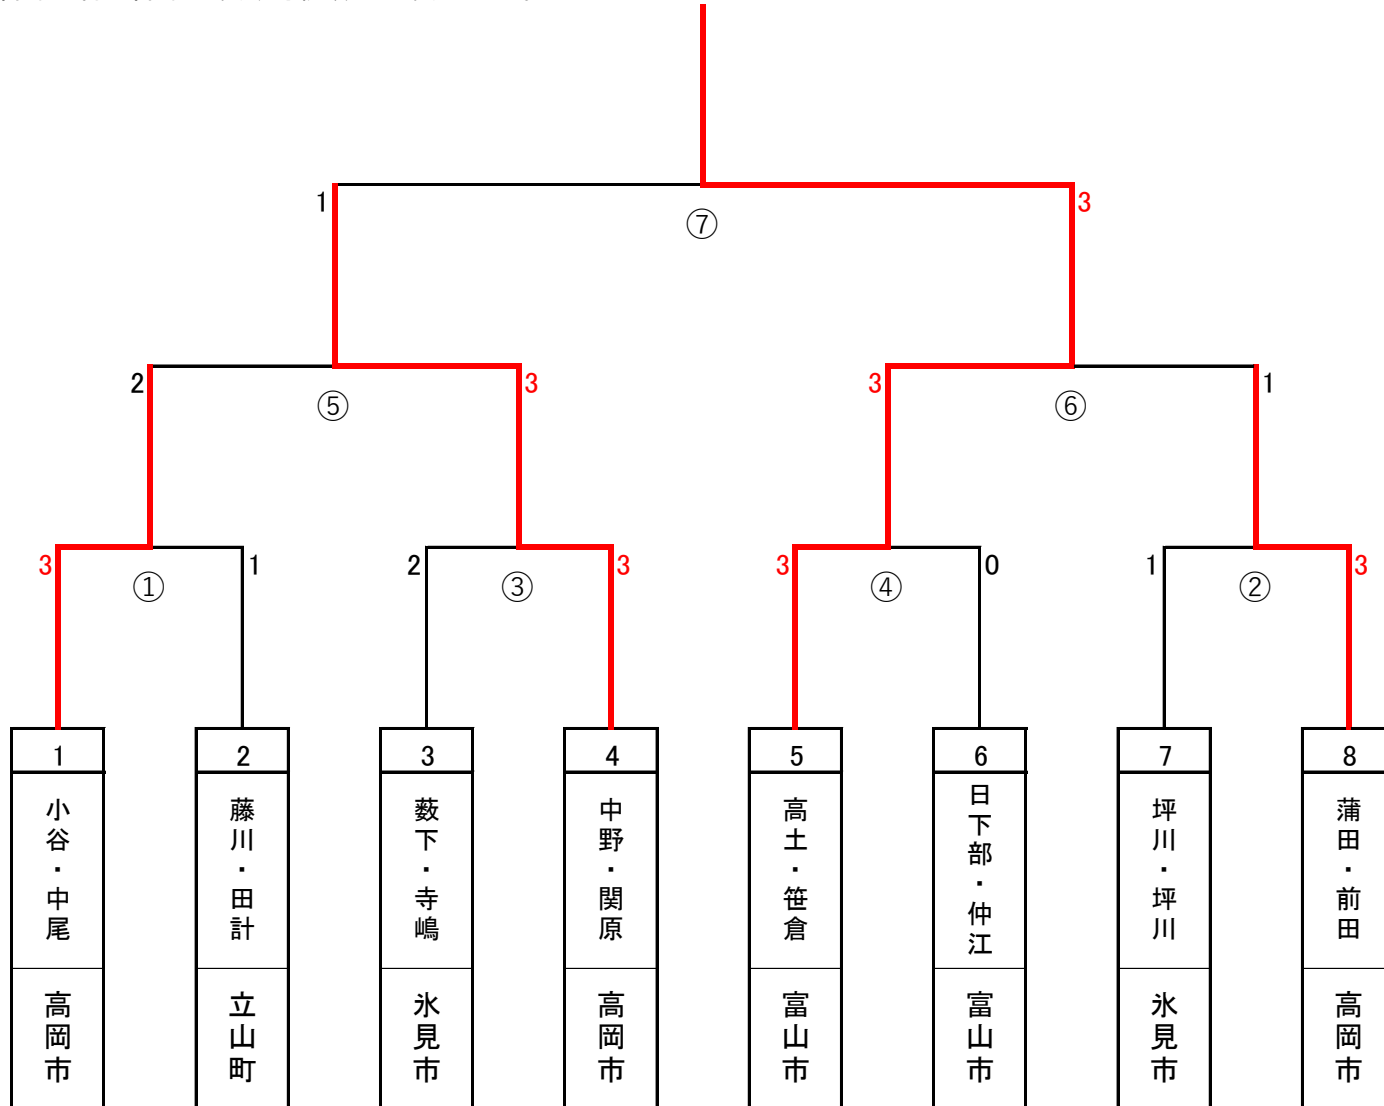 1 3
⑦
2 3 3 1
⑤ ⑥
3 1 2 3 3 0 1 3
① ③ ④ ②
1 2 3 4 5 6 7 8
小谷・中尾
藤川・田計
薮下・寺嶋
中野・関原
高土・笹倉
日下部・仲江
坪川・坪川
蒲田・前田
高岡市
立山町
氷見市
高岡市
富山市
富山市
氷見市
高岡市